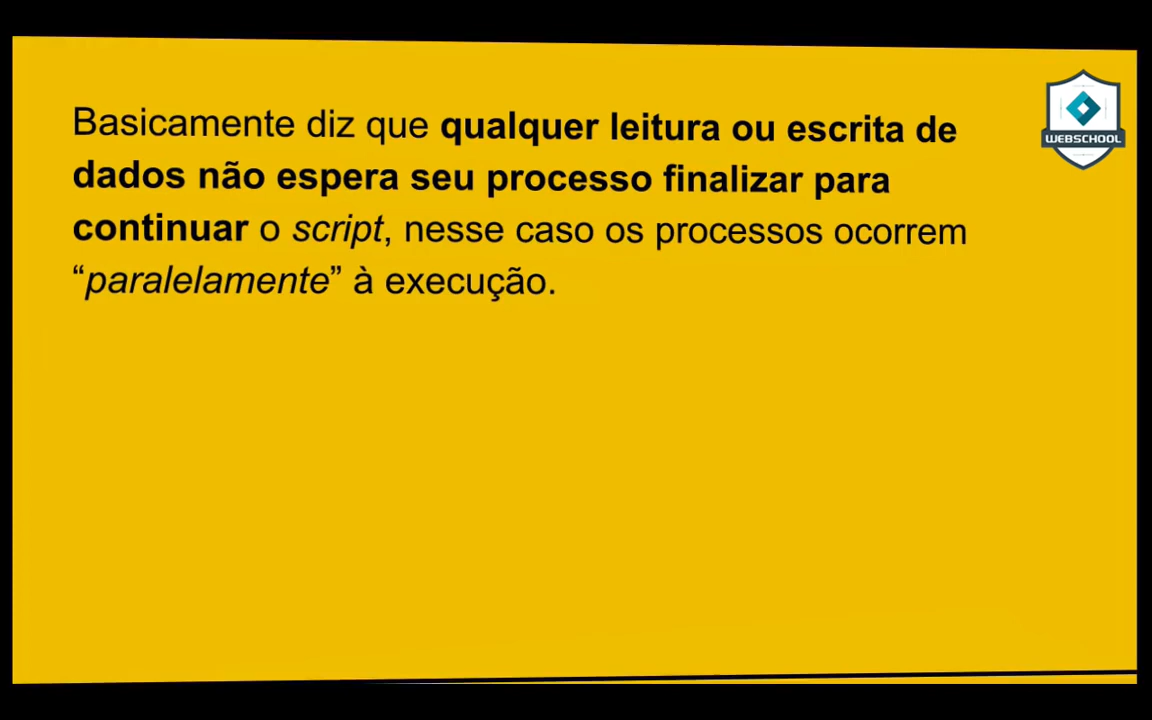 Basicamente diz que qualquer leitura ou escrita de
dados não espera seu processo finalizar para
continuar o script, nesse caso os processos ocorrem
“paralelamente” à execução.
WEBSCHOOL